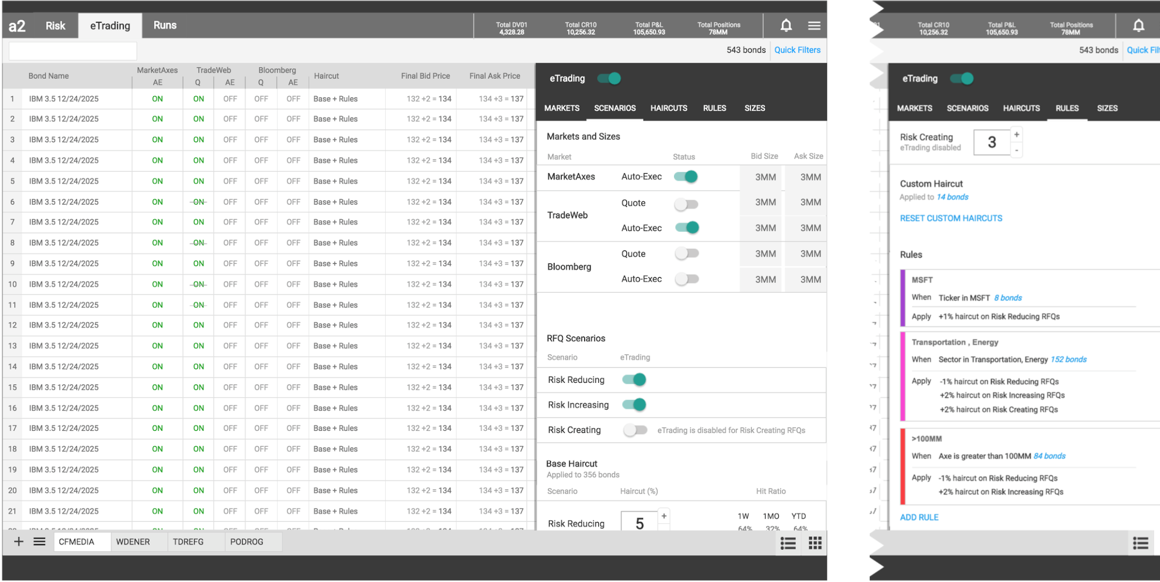 a2 Risk eTrading Runs Total DV01 4,328.28 Total CR10 10,256.32 Total P&L 105,650.93 Total Positions 78MM
543 bonds Quick Filters
MarketAxes TradeWeb Bloomberg
Bond Name AE Q AE Q AE Haircut Final Bid Price Final Ask Price
1 IBM 3.5 12/24/2025 ON ON OFF OFF OFF Base + Rules 132 +2 = 134 134 +3 = 137
2 IBM 3.5 12/24/2025 ON ON OFF OFF OFF Base + Rules 132 +2 = 134 134 +3 = 137
3 IBM 3.5 12/24/2025 ON ON OFF OFF OFF Base + Rules 132 +2 = 134 134 +3 = 137
4 IBM 3.5 12/24/2025 ON ON OFF OFF OFF Base + Rules 132 +2 = 134 134 +3 = 137
5 IBM 3.5 12/24/2025 ON ON OFF OFF OFF Base + Rules 132 +2 = 134 134 +3 = 137
6 IBM 3.5 12/24/2025 ON ON OFF OFF OFF Base + Rules 132 +2 = 134 134 +3 = 137
7 IBM 3.5 12/24/2025 ON ON OFF OFF OFF Base + Rules 132 +2 = 134 134 +3 = 137
8 IBM 3.5 12/24/2025 ON ON OFF OFF OFF Base + Rules 132 +2 = 134 134 +3 = 137
9 IBM 3.5 12/24/2025 ON ON OFF OFF OFF Base + Rules 132 +2 = 134 134 +3 = 137
10 IBM 3.5 12/24/2025 ON ON OFF OFF OFF Base + Rules 132 +2 = 134 134 +3 = 137
11 IBM 3.5 12/24/2025 ON ON OFF OFF OFF Base + Rules 132 +2 = 134 134 +3 = 137
12 IBM 3.5 12/24/2025 ON ON OFF OFF OFF Base + Rules 132 +2 = 134 134 +3 = 137
13 IBM 3.5 12/24/2025 ON ON OFF OFF OFF Base + Rules 132 +2 = 134 134 +3 = 137
14 IBM 3.5 12/24/2025 ON ON OFF OFF OFF Base + Rules 132 +2 = 134 134 +3 = 137
15 IBM 3.5 12/24/2025 ON ON OFF OFF OFF Base + Rules 132 +2 = 134 134 +3 = 137
16 IBM 3.5 12/24/2025 ON ON OFF OFF OFF Base + Rules 132 +2 = 134 134 +3 = 137
17 IBM 3.5 12/24/2025 ON ON OFF OFF OFF Base + Rules 132 +2 = 134 134 +3 = 137
18 IBM 3.5 12/24/2025 ON ON OFF OFF OFF Base + Rules 132 +2 = 134 134 +3 = 137
19 IBM 3.5 12/24/2025 ON ON OFF OFF OFF Base + Rules 132 +2 = 134 134 +3 = 137
20 IBM 3.5 12/24/2025 ON ON OFF OFF OFF Base + Rules 132 +2 = 134 134 +3 = 137
21 IBM 3.5 12/24/2025 ON ON OFF OFF OFF Base + Rules 132 +2 = 134 134 +3 = 137
+ CFMEDIA WDENER TDREFG PODROG
eTrading
MARKETS SCENARIOS HAIRCUTS RULES SIZES
Markets and Sizes
Market Status Bid Size Ask Size
MarketAxes Auto-Exec 3MM 3MM
TradeWeb
Quote 3MM 3MM
Auto-Exec 3MM 3MM
Bloomberg
Quote 3MM 3MM
Auto-Exec 3MM 3MM
RFQ Scenarios
Scenario eTrading
Risk Reducing
Risk Increasing
Risk Creating eTrading is disabled for Risk Creating RFQs
Base Haircut
Applied to 356 bonds
Scenario Haircut (%) Hit Ratio
Risk Reducing 5 + 1W 1MO YTD
64% 32% 64%
Total CR10 10,256.32 Total P&L 105,650.93 Total Positions 78MM
543 bonds Quick Fil
eTrading
MARKETS SCENARIOS HAIRCUTS RULES SIZES
Risk Creating 3 + -
eTrading disabled
Custom Haircut
Applied to 14 bonds
RESET CUSTOM HAIRCUTS
Rules
MSFT
When Ticker in MSFT 8 bonds
Apply +1% haircut on Risk Reducing RFQs
Transportation , Energy
When Sector in Transportation, Energy 152 bonds
Apply -1% haircut on Risk Reducing RFQs
+2% haircut on Risk Increasing RFQs
+2% haircut on Risk Creating RFQs
>100MM
When Axe is greater than 100MM 84 bonds
Apply -1% haircut on Risk Reducing RFQs
+2% haircut on Risk Increasing RFQs
ADD RULE